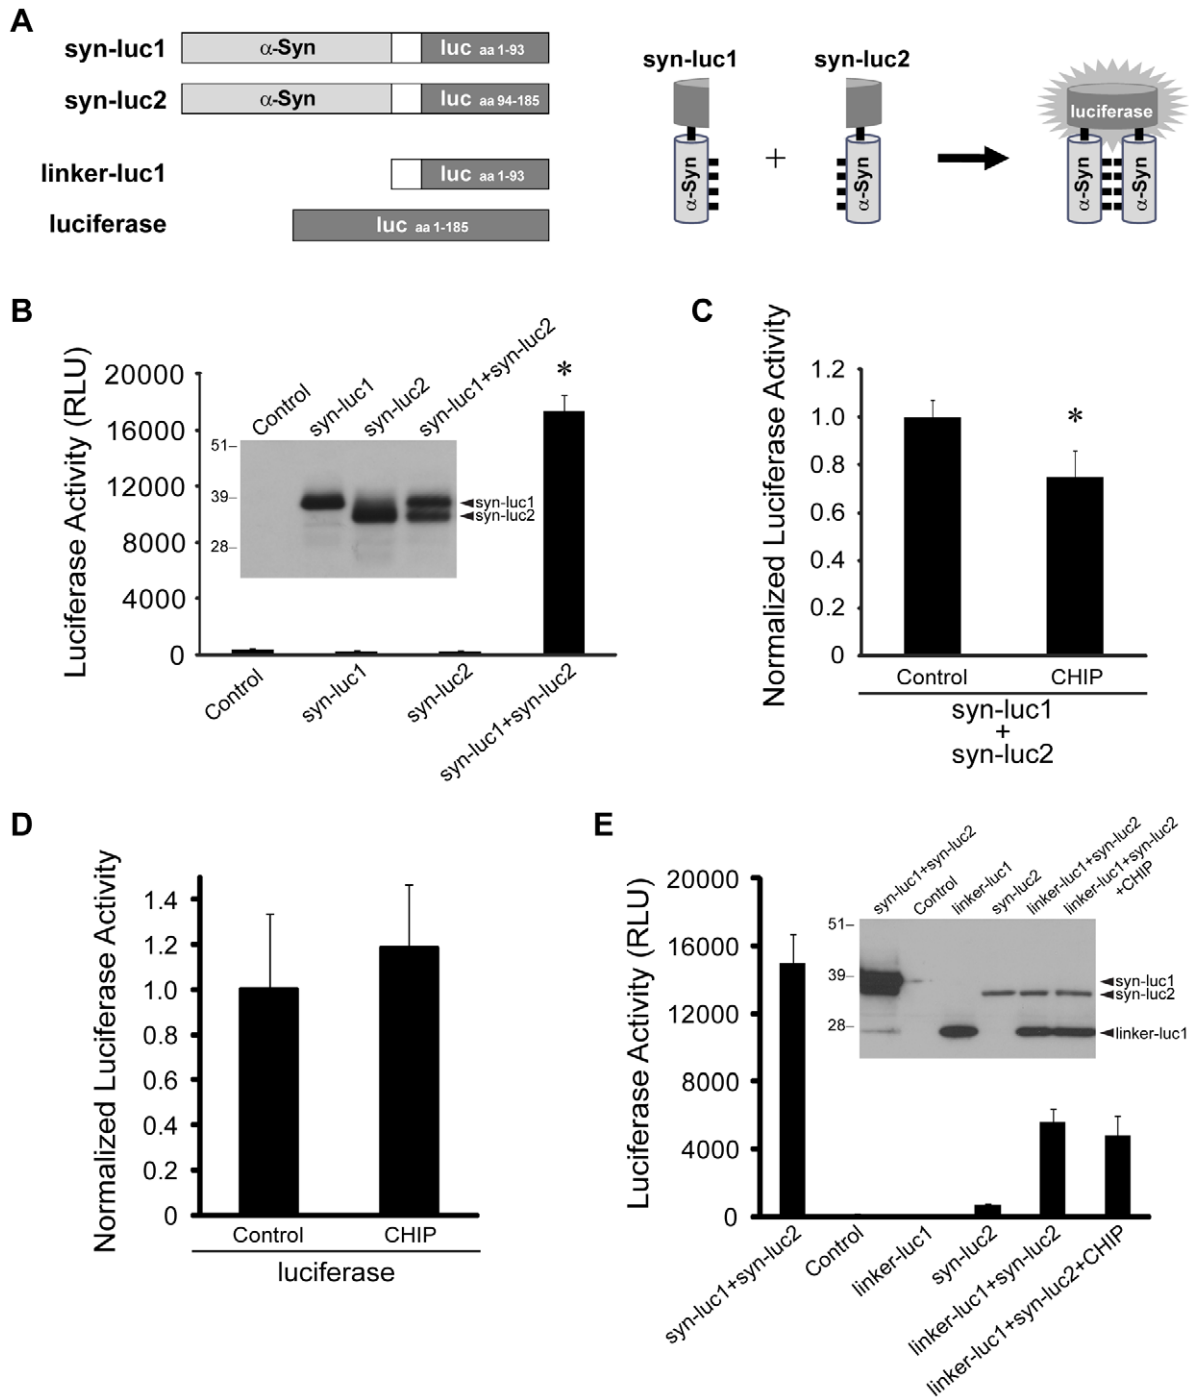 A
syn-luc1
α-Syn
luc aa 1-93
syn-luc2
α-Syn
luc aa 94-185
linker-luc1
luc aa 1-93
luciferase
luc aa 1-185
syn-luc1
syn-luc2
α-Syn
+
α-Syn
luciferase
α-Syn
α-Syn
B
Luciferase Activity (RLU)
20000
16000
12000
8000
4000
0
Control
syn-luc1
syn-luc2
syn-luc1+syn-luc2
*
51–
39–
28–
syn-luc1
syn-luc2
Control
syn-luc1
syn-luc2
syn-luc1+syn-luc2
C
Normalized Luciferase Activity
1.2
1.0
0.8
0.6
0.4
0.2
0
*
Control
CHIP
syn-luc1
+
syn-luc2
D
Normalized Luciferase Activity
1.4
1.2
1.0
0.8
0.6
0.4
0.2
0
Control
CHIP
luciferase
E
Luciferase Activity (RLU)
20000
16000
12000
8000
4000
0
syn-luc1+syn-luc2
Control
linker-luc1
syn-luc2
linker-luc1+syn-luc2
linker-luc1+syn-luc2
+CHIP
51–
39–
28–
syn-luc1
syn-luc2
linker-luc1
syn-luc1+syn-luc2
Control
linker-luc1
syn-luc2
linker-luc1+syn-luc2
linker-luc1+syn-luc2+CHIP